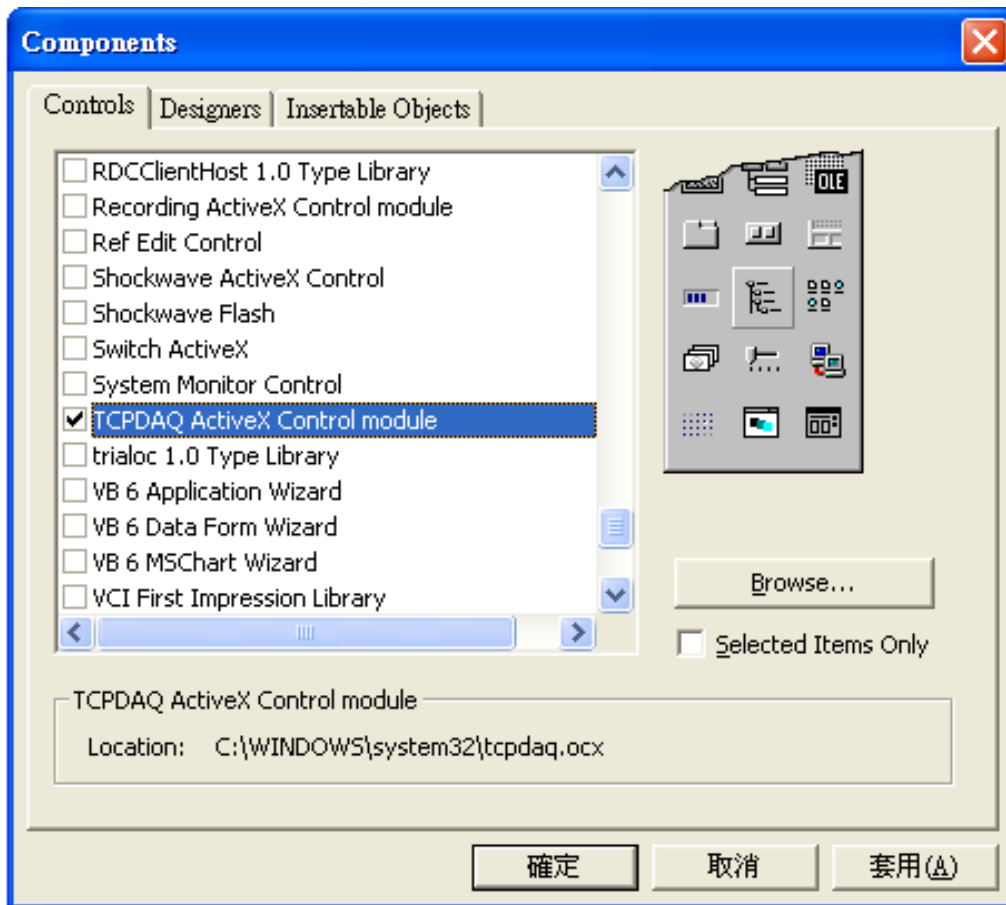 Components
Controls Designers Insertable Objects
RDCClientHost 1.0 Type Library
Recording ActiveX Control module
Ref Edit Control
Shockwave ActiveX Control
Shockwave Flash
Switch ActiveX
System Monitor Control
TCPDAQ ActiveX Control module
trialoc 1.0 Type Library
VB 6 Application Wizard
VB 6 Data Form Wizard
VB 6 MSChart Wizard
VCI First Impression Library
OLE
Browse...
Selected Items Only
TCPDAQ ActiveX Control module
Location: C:\WINDOWS\system32\tcpdaq.ocx
確定 取消 套用(A)